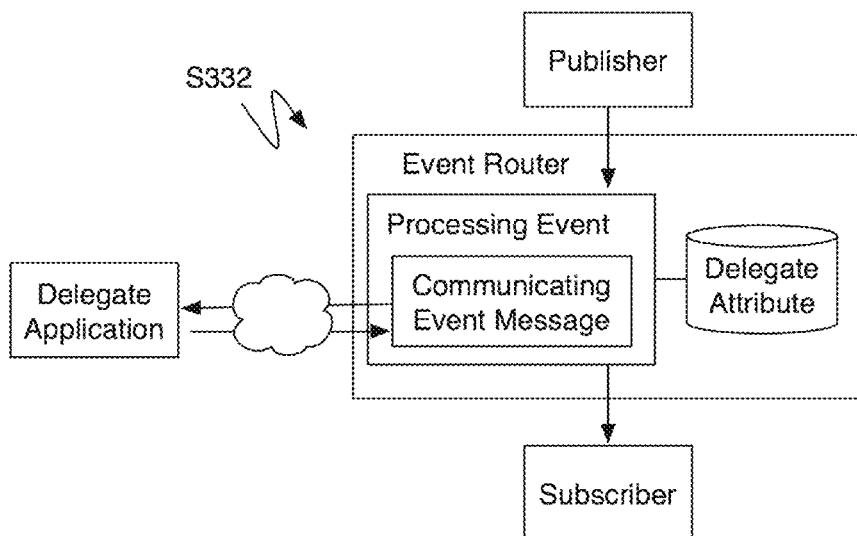 Publisher
S332
Event Router
Processing Event
Communicating
Event Message
Delegate
Attribute
Delegate
Application
Subscriber